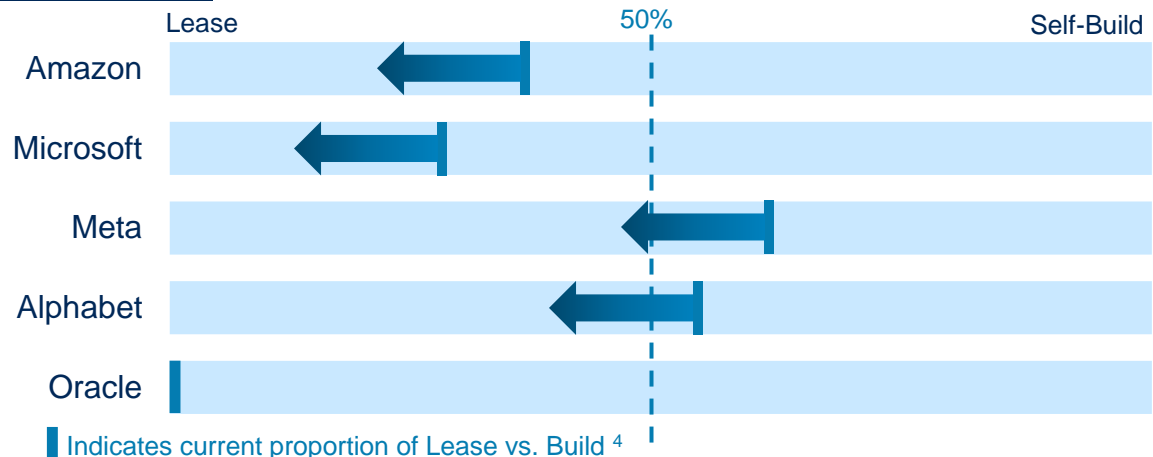 Lease 50% Self-Build
Amazon
Microsoft
Meta
Alphabet
Oracle
Indicates current proportion of Lease vs. Build 4